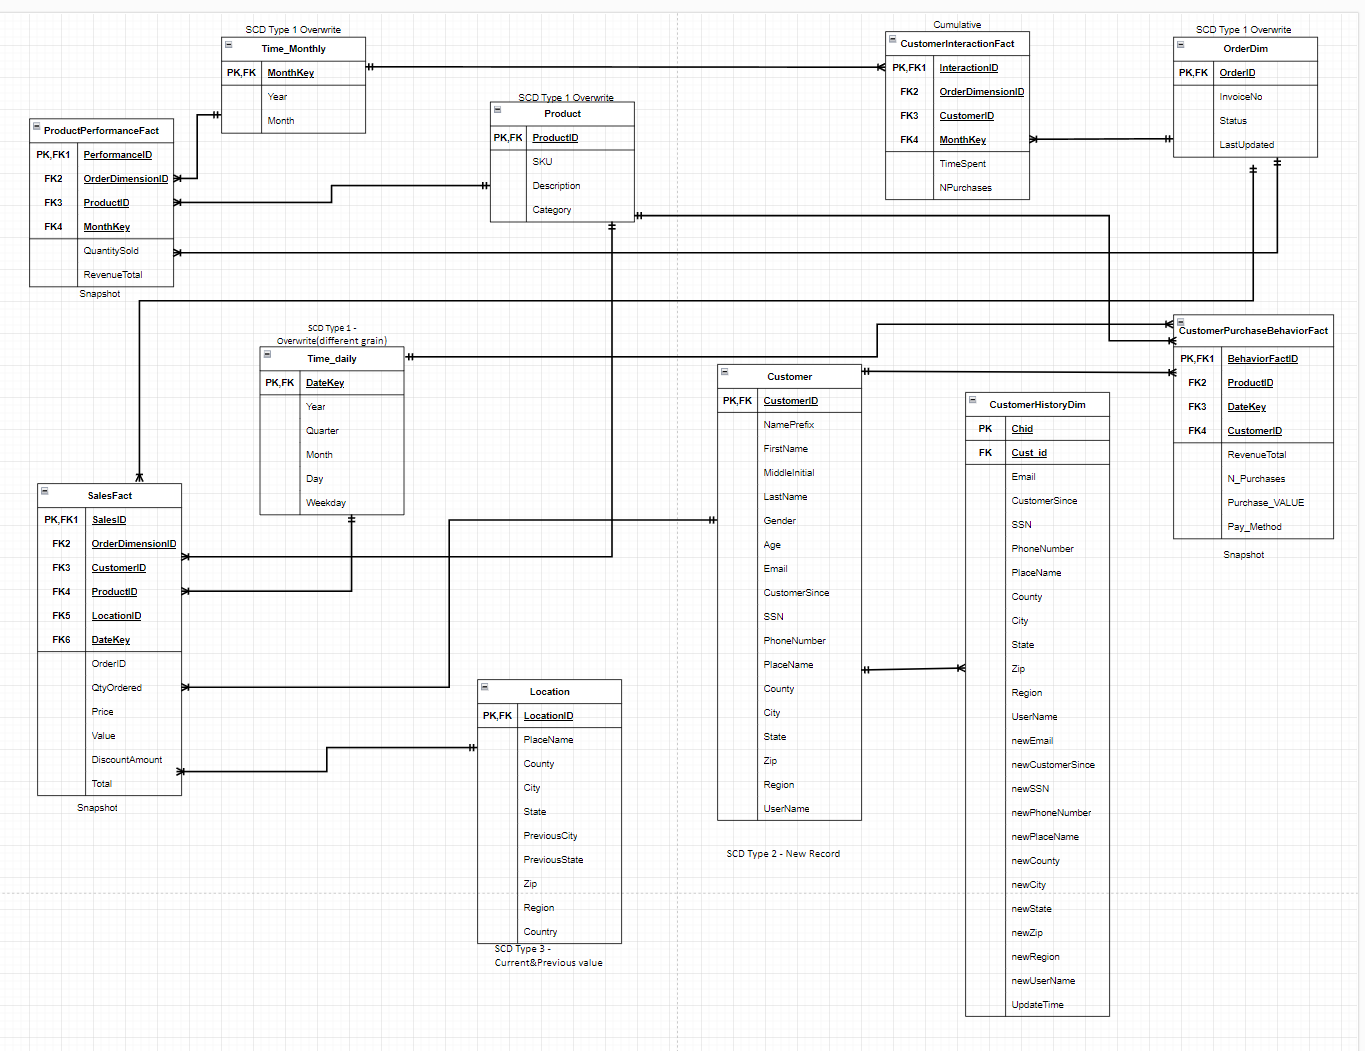 SCD Type 1 Overwrite
Time_Monthly
PK,FK MonthKey
Year
Month
Cumulative
CustomerInteractionFact
PK,FK1 InteractionID
FK2 OrderDimensionID
FK3 CustomerID
FK4 MonthKey
TimeSpent
NPurchases
SCD Type 1 Overwrite
OrderDim
PK,FK OrderID
InvoiceNo
Status
LastUpdated
SCD Type 1 Overwrite
Product
PK,FK ProductID
SKU
Description
Category
ProductPerformanceFact
PK,FK1 PerformanceID
FK2 OrderDimensionID
FK3 ProductID
FK4 MonthKey
QuantitySold
RevenueTotal
Snapshot
SCD Type 1 -
Overwrite(different grain)
Time_daily
PK,FK DateKey
Year
Quarter
Month
Day
Weekday
CustomerPurchaseBehaviorFact
PK,FK1 BehaviorFactID
FK2 ProductID
FK3 DateKey
FK4 CustomerID
RevenueTotal
N_Purchases
Purchase_VALUE
Pay_Method
Snapshot
Customer
PK,FK CustomerID
NamePrefix
FirstName
MiddleInitial
LastName
Gender
Age
Email
CustomerSince
SSN
PhoneNumber
PlaceName
County
City
State
Zip
Region
UserName
SCD Type 2 - New Record
CustomerHistoryDim
PK Chid
FK Cust_id
Email
CustomerSince
SSN
PhoneNumber
PlaceName
County
City
State
Zip
Region
UserName
newEmail
newCustomerSince
newSSN
newPhoneNumber
newPlaceName
newCounty
newCity
newState
newZip
newRegion
newUserName
UpdateTime
SalesFact
PK,FK1 SalesID
FK2 OrderDimensionID
FK3 CustomerID
FK4 ProductID
FK5 LocationID
FK6 DateKey
OrderID
QtyOrdered
Price
Value
DiscountAmount
Total
Snapshot
Location
PK,FK LocationID
PlaceName
County
City
State
PreviousCity
PreviousState
Zip
Region
Country
SCD Type 3 -
Current&Previous value